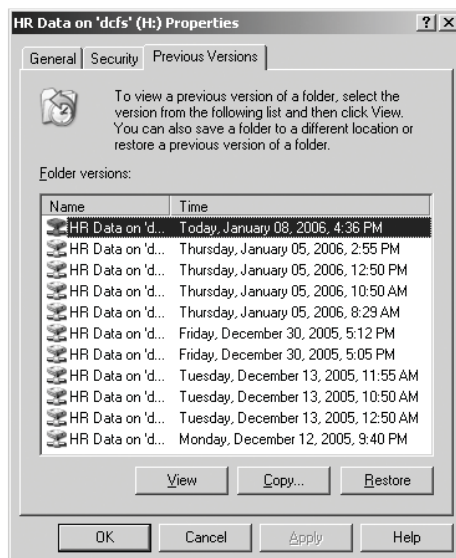 HR Data on 'dcfs' (H:) Properties
General Security Previous Versions
To view a previous version of a folder, select the
version from the following list and then click View.
You can also save a folder to a different location or
restore a previous version of a folder.
Folder versions:
Name Time
HR Data on 'd... Today, January 08, 2006, 4:36 PM
HR Data on 'd... Thursday, January 05, 2006, 2:55 PM
HR Data on 'd... Thursday, January 05, 2006, 12:50 PM
HR Data on 'd... Thursday, January 05, 2006, 10:50 AM
HR Data on 'd... Thursday, January 05, 2006, 8:29 AM
HR Data on 'd... Friday, December 30, 2005, 5:12 PM
HR Data on 'd... Friday, December 30, 2005, 5:05 PM
HR Data on 'd... Tuesday, December 13, 2005, 11:55 AM
HR Data on 'd... Tuesday, December 13, 2005, 10:50 AM
HR Data on 'd... Tuesday, December 13, 2005, 12:50 AM
HR Data on 'd... Monday, December 12, 2005, 9:40 PM
View Copy... Restore
OK Cancel Apply Help